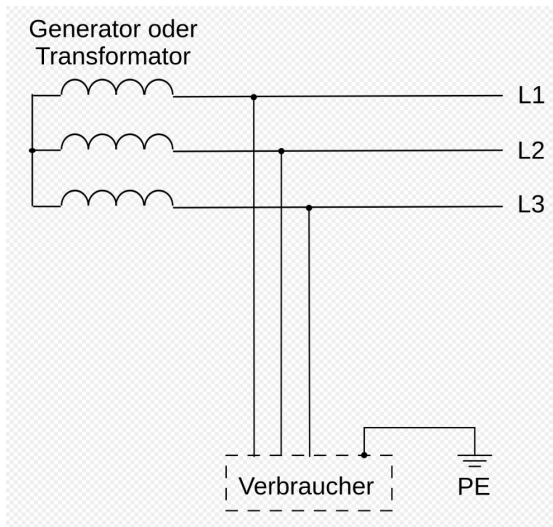 Generator oder
Transformator
L1
L2
L3
Verbraucher
PE